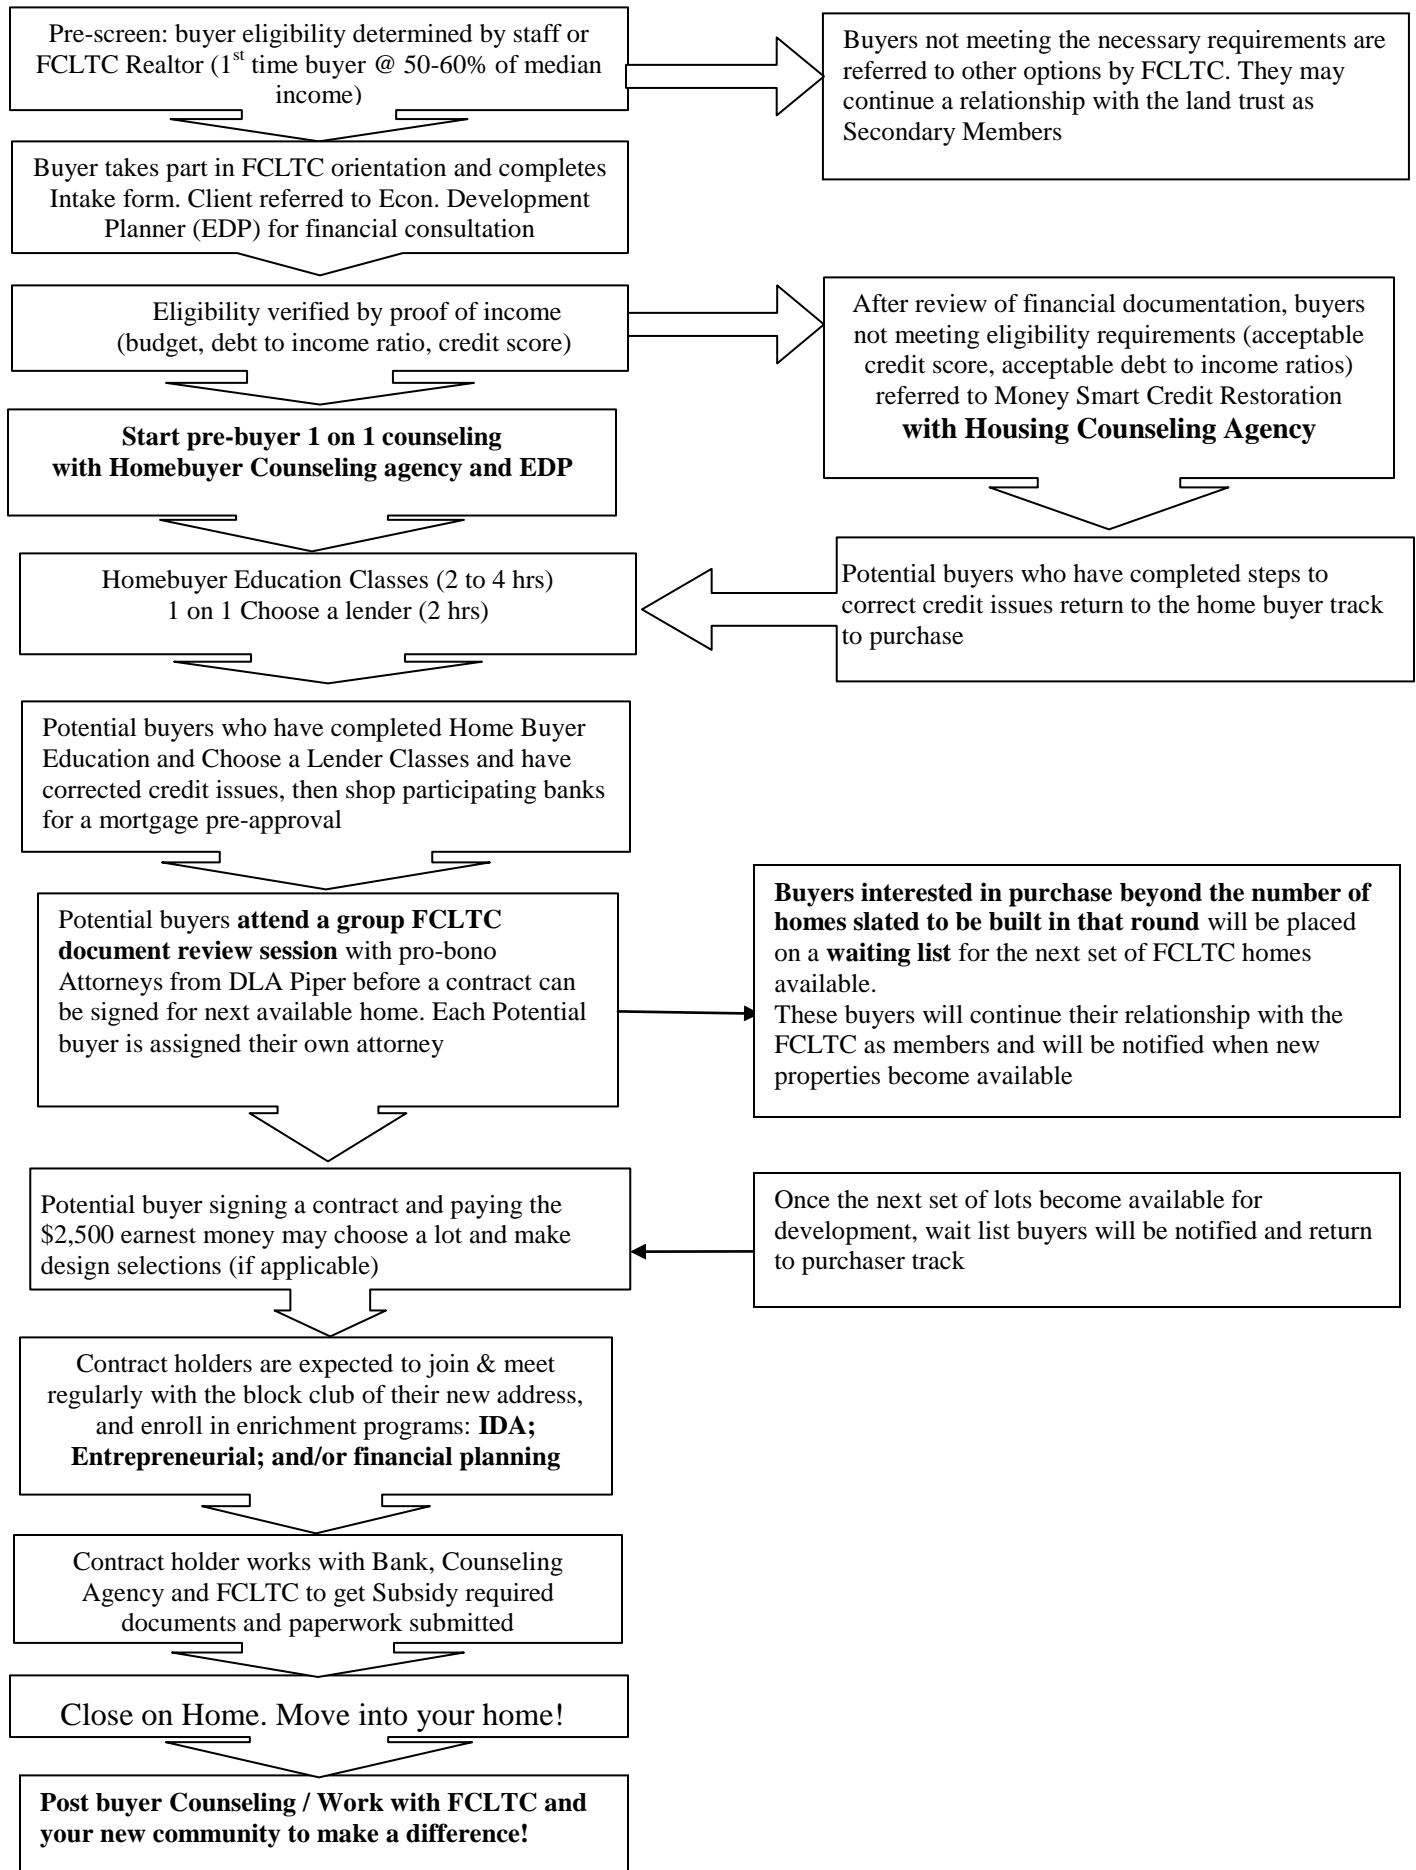 Pre-screen: buyer eligibility determined by staff or
FCLTC Realtor (1st time buyer @ 50-60% of median
income)
Buyers not meeting the necessary requirements are
referred to other options by FCLTC. They may
continue a relationship with the land trust as
Secondary Members
Buyer takes part in FCLTC orientation and completes
Intake form. Client referred to Econ. Development
Planner (EDP) for financial consultation
Eligibility verified by proof of income
(budget, debt to income ratio, credit score)
After review of financial documentation, buyers
not meeting eligibility requirements (acceptable
credit score, acceptable debt to income ratios)
referred to Money Smart Credit Restoration
with Housing Counseling Agency
Start pre-buyer 1 on 1 counseling
with Homebuyer Counseling agency and EDP
Homebuyer Education Classes (2 to 4 hrs)
1 on 1 Choose a lender (2 hrs)
Potential buyers who have completed steps to
correct credit issues return to the home buyer track
to purchase
Potential buyers who have completed Home Buyer
Education and Choose a Lender Classes and have
corrected credit issues, then shop participating banks
for a mortgage pre-approval
Potential buyers attend a group FCLTC
document review session with pro-bono
Attorneys from DLA Piper before a contract can
be signed for next available home. Each Potential
buyer is assigned their own attorney
Buyers interested in purchase beyond the number of
homes slated to be built in that round will be placed
on a waiting list for the next set of FCLTC homes
available.
These buyers will continue their relationship with the
FCLTC as members and will be notified when new
properties become available
Potential buyer signing a contract and paying the
$2,500 earnest money may choose a lot and make
design selections (if applicable)
Once the next set of lots become available for
development, wait list buyers will be notified and return
to purchaser track
Contract holders are expected to join & meet
regularly with the block club of their new address,
and enroll in enrichment programs: IDA;
Entrepreneurial; and/or financial planning
Contract holder works with Bank, Counseling
Agency and FCLTC to get Subsidy required
documents and paperwork submitted
Close on Home. Move into your home!
Post buyer Counseling / Work with FCLTC and
your new community to make a difference!